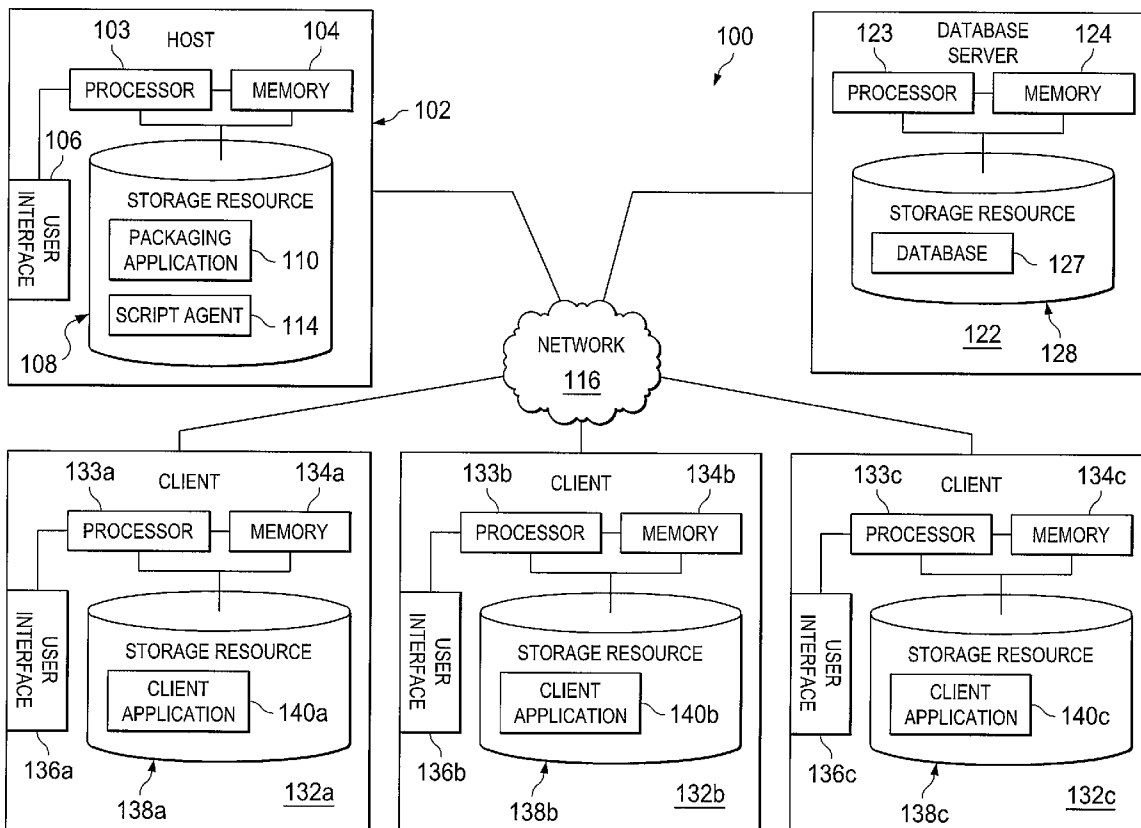 103
HOST
104
PROCESSOR
MEMORY
102
106
USER
INTERFACE
STORAGE RESOURCE
PACKAGING
APPLICATION
110
SCRIPT AGENT
114
108
100
123
DATABASE
SERVER
124
PROCESSOR
MEMORY
STORAGE RESOURCE
DATABASE
127
122
128
NETWORK
116
133a
CLIENT
134a
PROCESSOR
MEMORY
USER
INTERFACE
STORAGE RESOURCE
CLIENT
APPLICATION
140a
136a
138a
132a
133b
CLIENT
134b
PROCESSOR
MEMORY
USER
INTERFACE
STORAGE RESOURCE
CLIENT
APPLICATION
140b
136b
138b
132b
133c
CLIENT
134c
PROCESSOR
MEMORY
USER
INTERFACE
STORAGE RESOURCE
CLIENT
APPLICATION
140c
136c
138c
132c